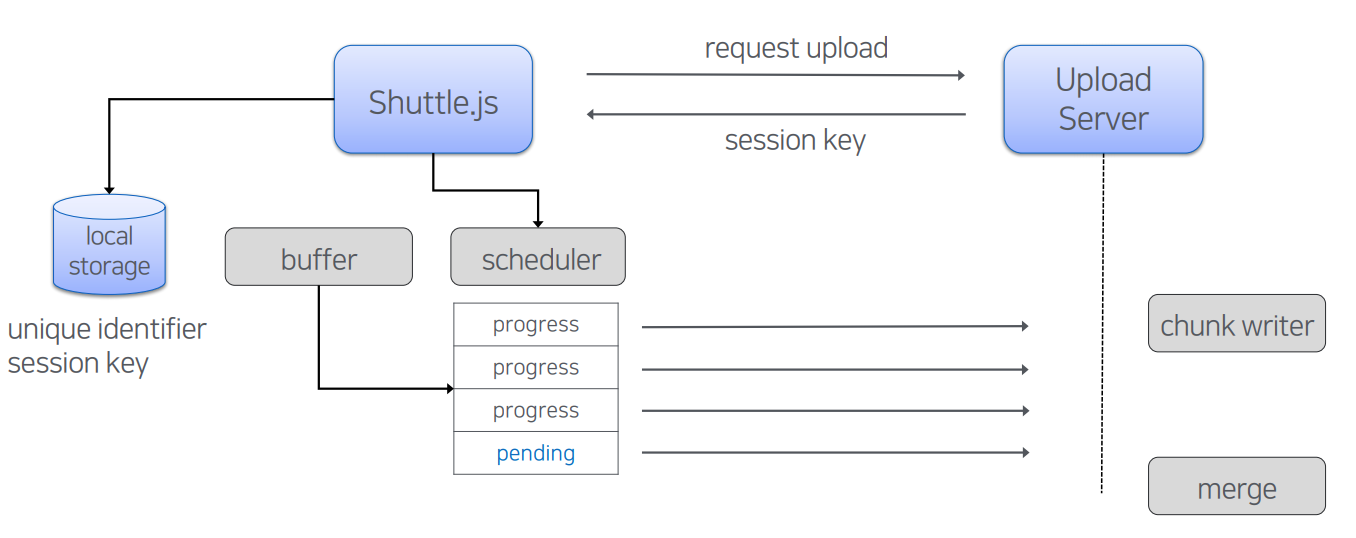 request upload
Shuttle.js
Upload
Server
session key
local
storage
buffer
scheduler
unique identifier
session key
progress
progress
progress
pending
chunk writer
merge